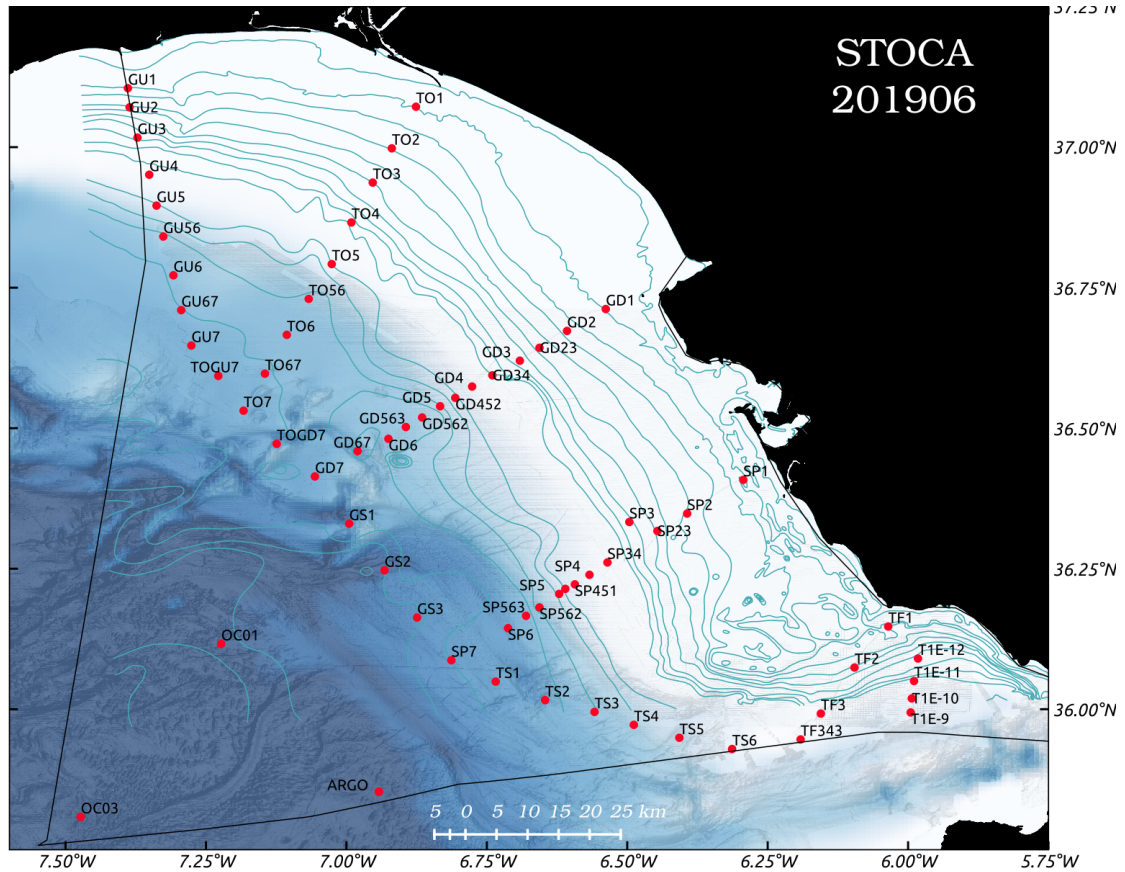 37.25°N
STOCA
201906
GU1
TO1
GU2
GU3
TO2
37.00°N
GU4
TO3
GU5
TO4
GU56
TO5
GU6
36.75°N
TO56
GU67
GD1
TO6
GD2
GU7
GD23
GD3
TOGU7
TO67
GD34
GD4
TO7
GD5
GD452
GD563
GD562
36.50°N
TOGD7
GD67
GD6
GD7
SP1
GS1
SP3
SP2
SP23
GS2
SP34
36.25°N
SP4
SP5
SP451
GS3
SP563
SP562
TF1
OC01
SP6
SP7
TF2
T1E-12
TS1
T1E-11
TS2
T1E-10
TS3
TF3
36.00°N
TS4
T1E-9
TS5
TS6
TF343
ARGO
OC03
5 0 5 10 15 20 25 km
7.50°W 7.25°W 7.00°W 6.75°W 6.50°W 6.25°W 6.00°W 5.75°W